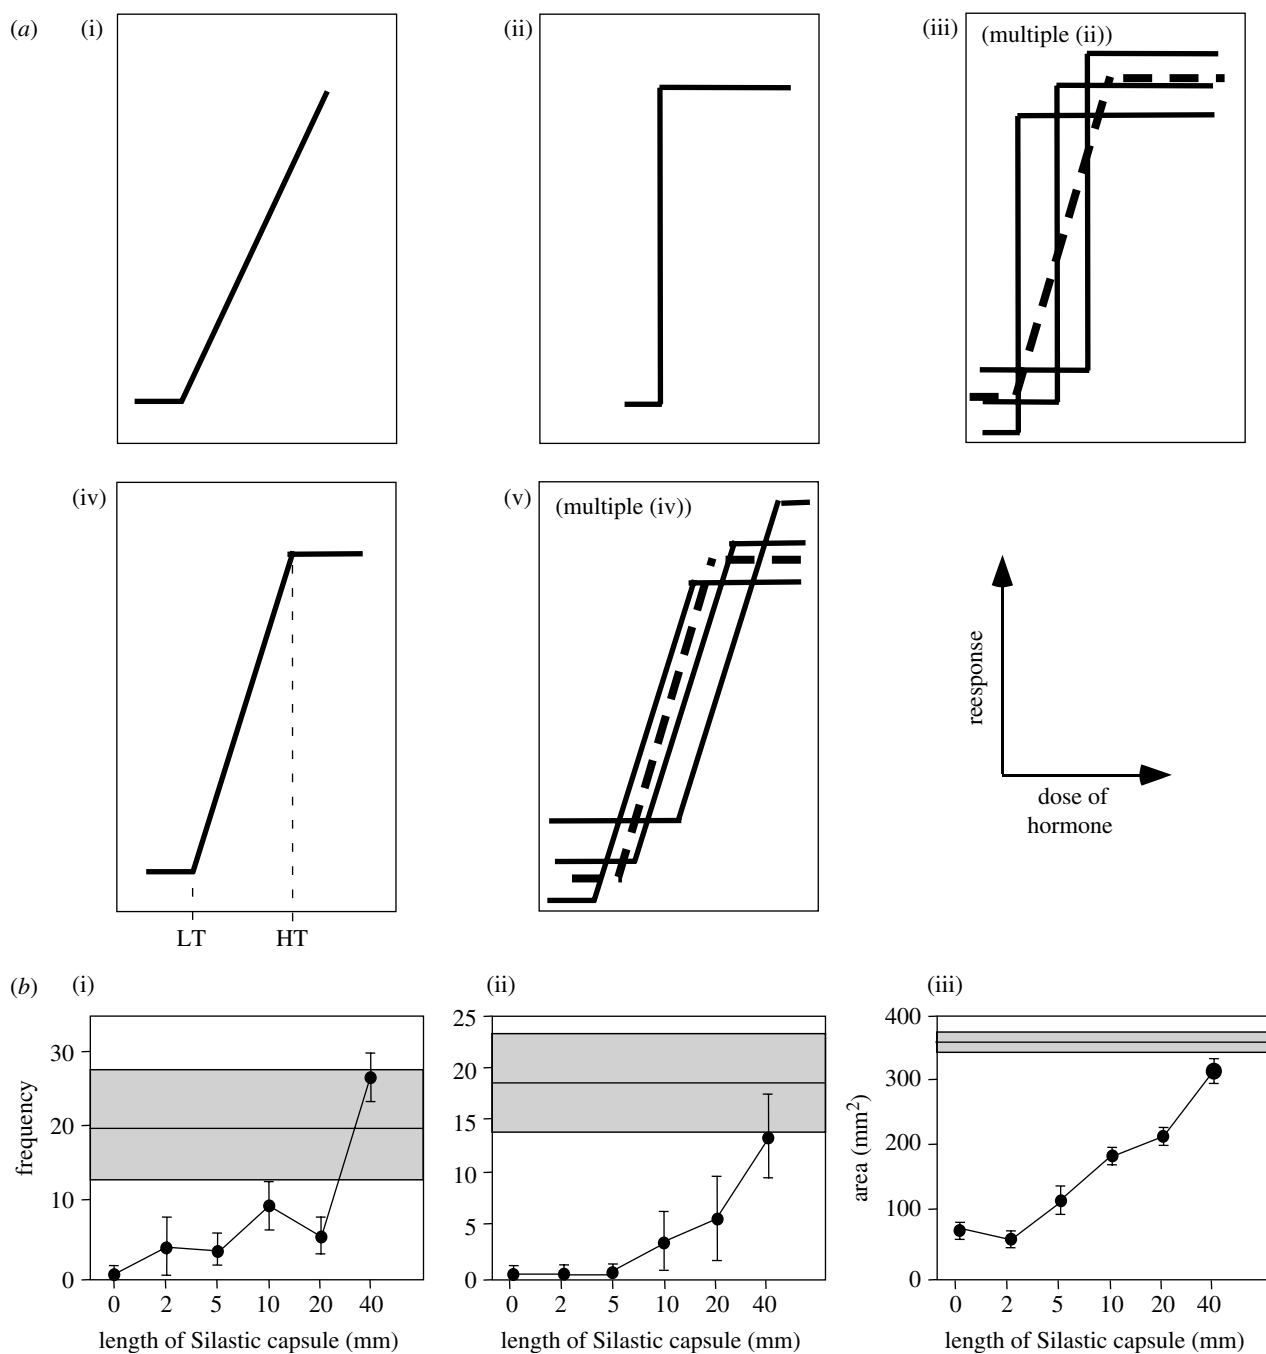 (a) (i) (ii) (iii)
(multiple (ii))
(iv) (v)
(multiple (iv))
reesponse
dose of
hormone
LT HT
(b) (i) (ii) (iii)
frequency
30
20
10
0
0 2 5 10 20 40
length of Silastic capsule (mm)
25
20
15
10
5
0
0 2 5 10 20 40
length of Silastic capsule (mm)
area (mm2)
400
300
200
100
0
0 2 5 10 20 40
length of Silastic capsule (mm)